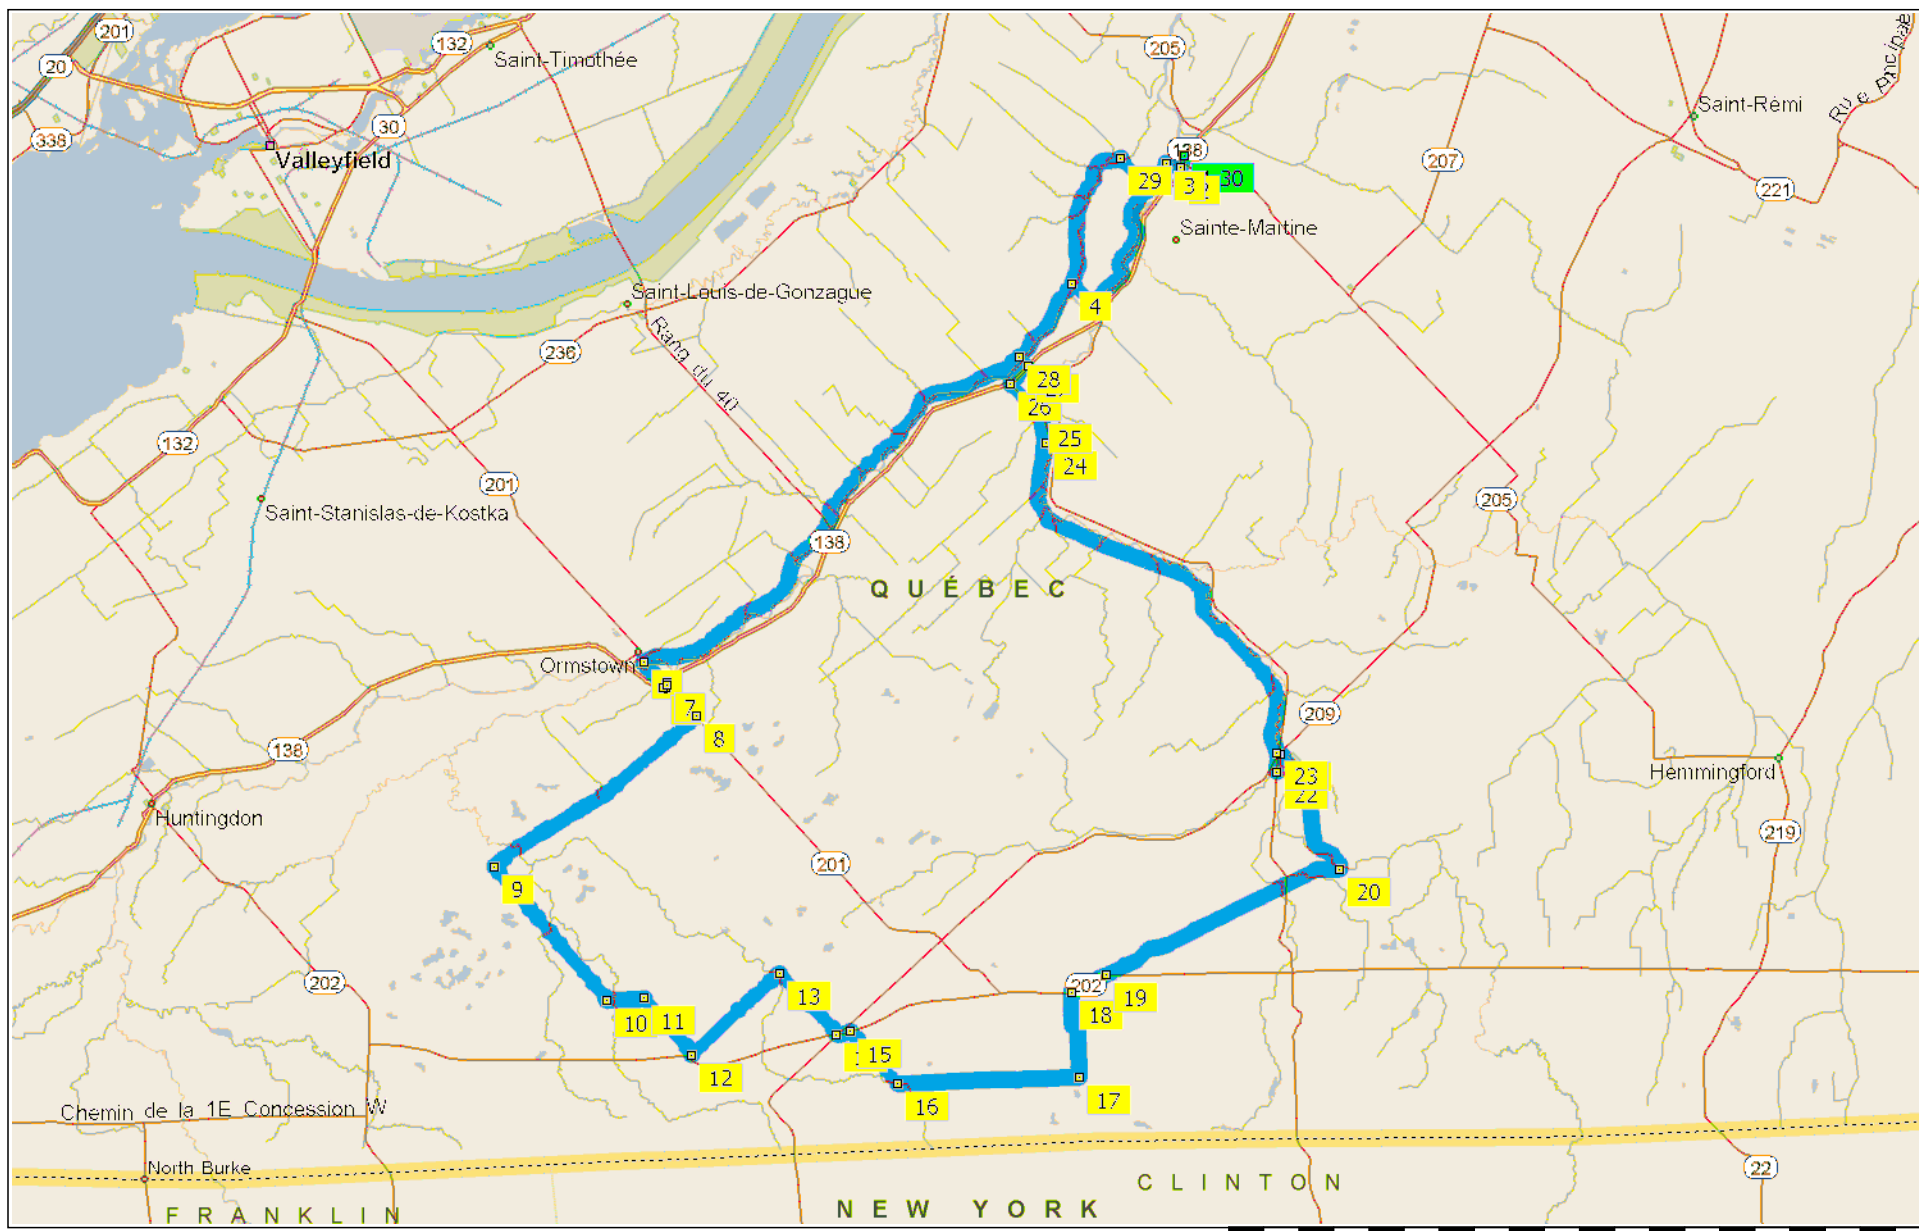 201
132
205
Saint-Timothée
20
Saint-Rémi
Rue Principale
30
338
138
Valleyfield
207
29
3
30
221
Sainte-Martine
Saint-Louis-de-Gonzague
4
Rang du 40
236
28
26
132
25
24
201
205
Saint-Stanislas-de-Kostka
138
QUÉBEC
Ormstown
7
209
8
138
Hemmingford
23
22
Huntingdon
219
201
9
20
202
202
13
19
10
11
18
15
12
17
16
Chemin de la 1E Concession W
North Burke
22
CLINTON
NEW YORK
FRANKLIN